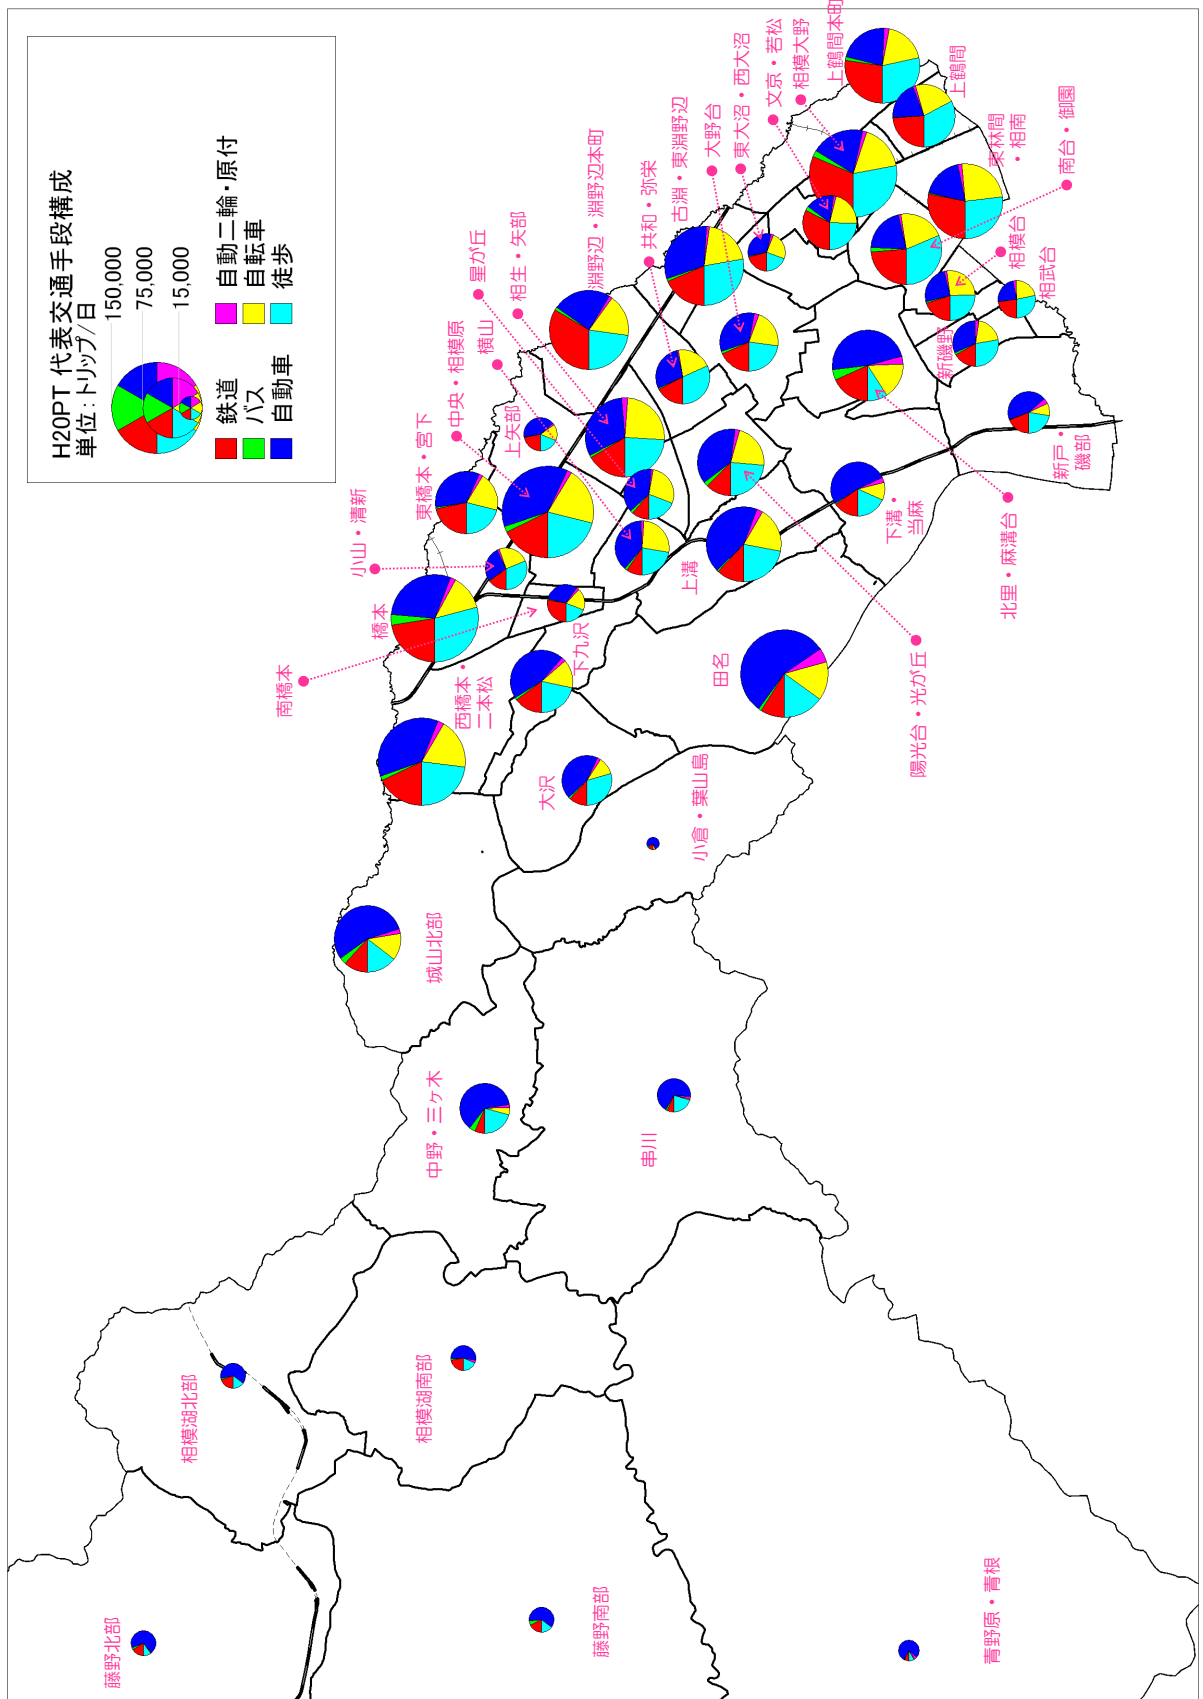 H20PT 代表交通手段構成
単位:トリップ/日
150,000
75,000
15,000
鉄道
バス
自動車
自動二輪・原付
自転車
徒歩
藤野北部
相模湖北部
藤野南部
相模湖南部
青野原・青根
中野・三ヶ木
串川
城山北部
小倉・葉山島
大沢
田名
西橋本・
二本松
下九沢
南橋本
橋本
小山・清新
東橋本・宮下
中央・相模原
上矢部
横山
星が丘
相生・矢部
淵野辺・淵野辺本町
共和・弥栄
古淵・東淵野辺
大野台
東大沼・西大沼
文京・若松
相模大野
上鶴間本町
上鶴間
東林間
・相南
南台・御園
相模台
相武台
新磯野
新戸・
磯部
北里・麻溝台
下溝・
当麻
上溝
陽光台・光が丘